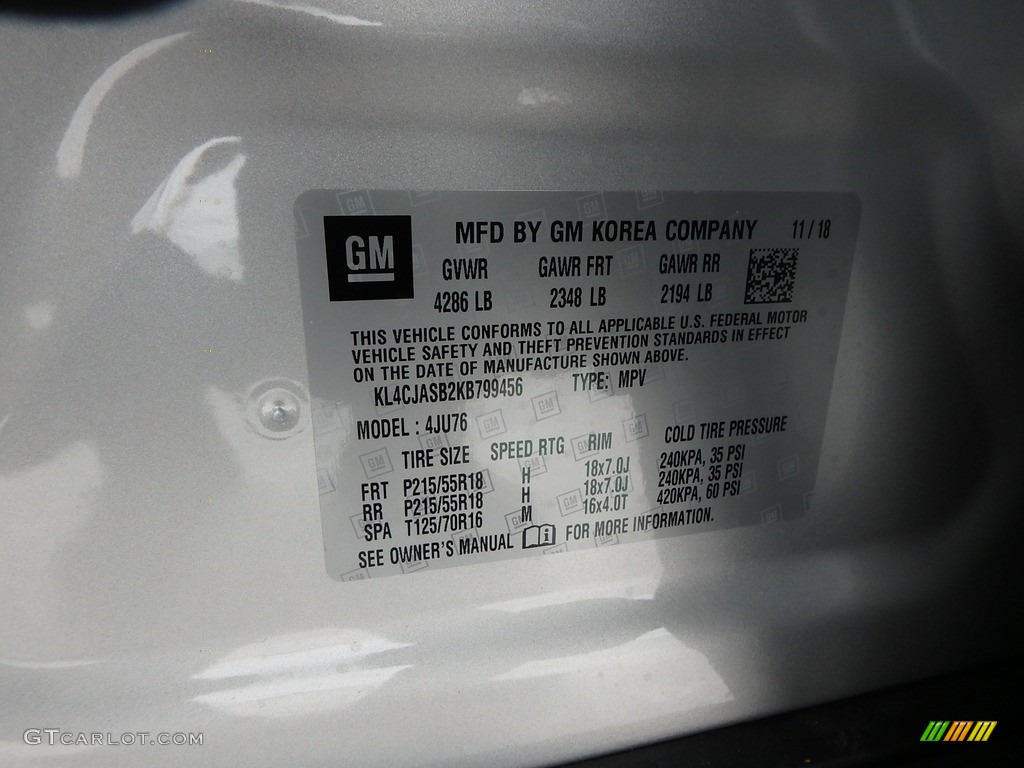 GM
MFD BY GM KOREA COMPANY 11/18
GVWR GAWR FRT GAWR RR
4286 LB 2348 LB 2194 LB
THIS VEHICLE CONFORMS TO ALL APPLICABLE U.S. FEDERAL MOTOR
VEHICLE SAFETY AND THEFT PREVENTION STANDARDS IN EFFECT
ON THE DATE OF MANUFACTURE SHOWN ABOVE.
KL4CJASB2KB799456 TYPE: MPV
MODEL : 4JU76
TIRE SIZE SPEED RTG RIM COLD TIRE PRESSURE
FRT P215/55R18 H 18x7.0J 240KPA, 35 PSI
RR P215/55R18 H 18x7.0J 240KPA, 35 PSI
SPA T125/70R16 M 16x4.0T 420KPA, 60 PSI
SEE OWNER'S MANUAL FOR MORE INFORMATION.
GTcarlot.com